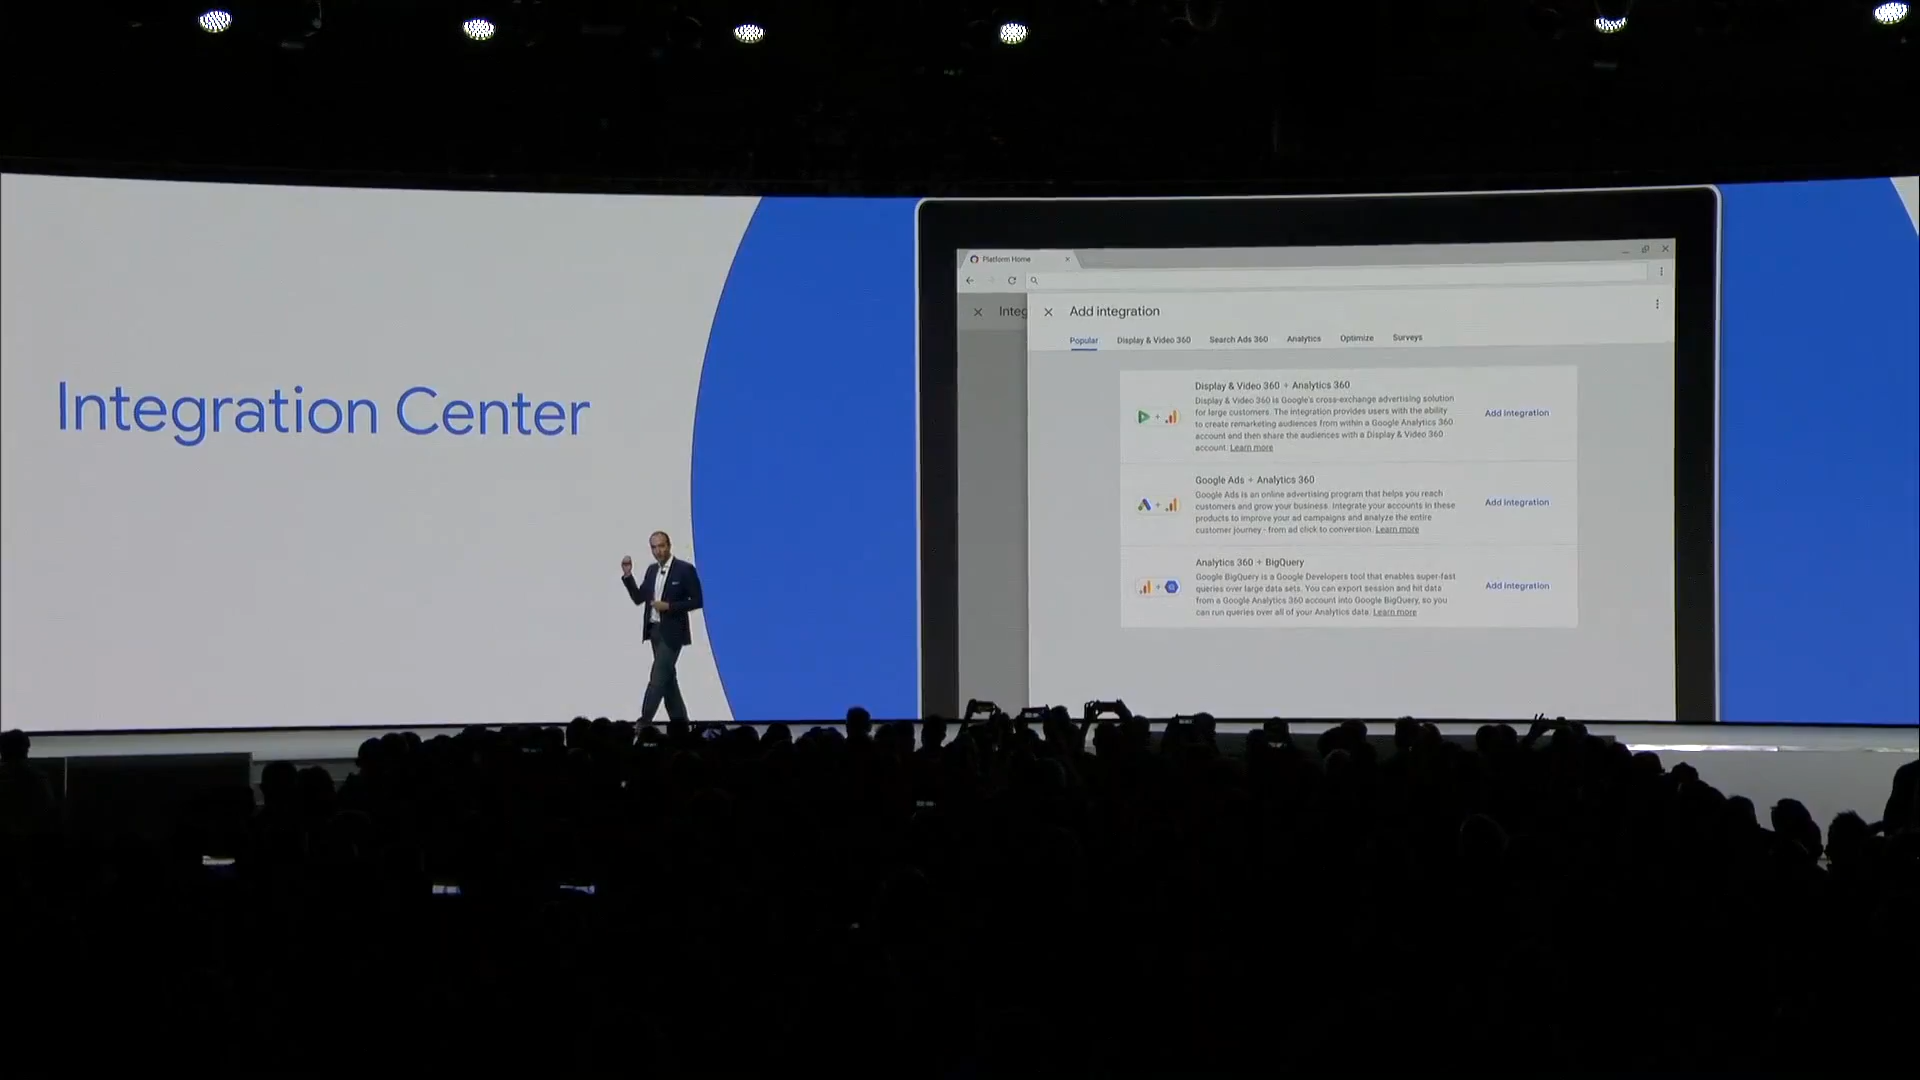 Integration Center
Platform Home
Integ
Add integration
Popular
Display & Video 360
Search Ads 360
Analytics
Optimize
Surveys
Display & Video 360 + Analytics 360
Display & Video 360 is Google's cross-exchange advertising solution
for large customers. The integration provides users with the ability
to create remarketing audiences from within a Google Analytics 360
account and then share the audiences with a Display & Video 360
account. Learn more
Add integration
Google Ads + Analytics 360
Google Ads is an online advertising program that helps you reach
customers and grow your business. Integrate your accounts in these
products to improve your ad campaigns and analyze the entire
customer journey - from ad click to conversion. Learn more
Add integration
Analytics 360 + BigQuery
Google BigQuery is a Google Developers tool that enables super-fast
queries over large data sets. You can export session and hit data
from a Google Analytics 360 account into Google BigQuery, so you
can run queries over all of your Analytics data. Learn more
Add integration